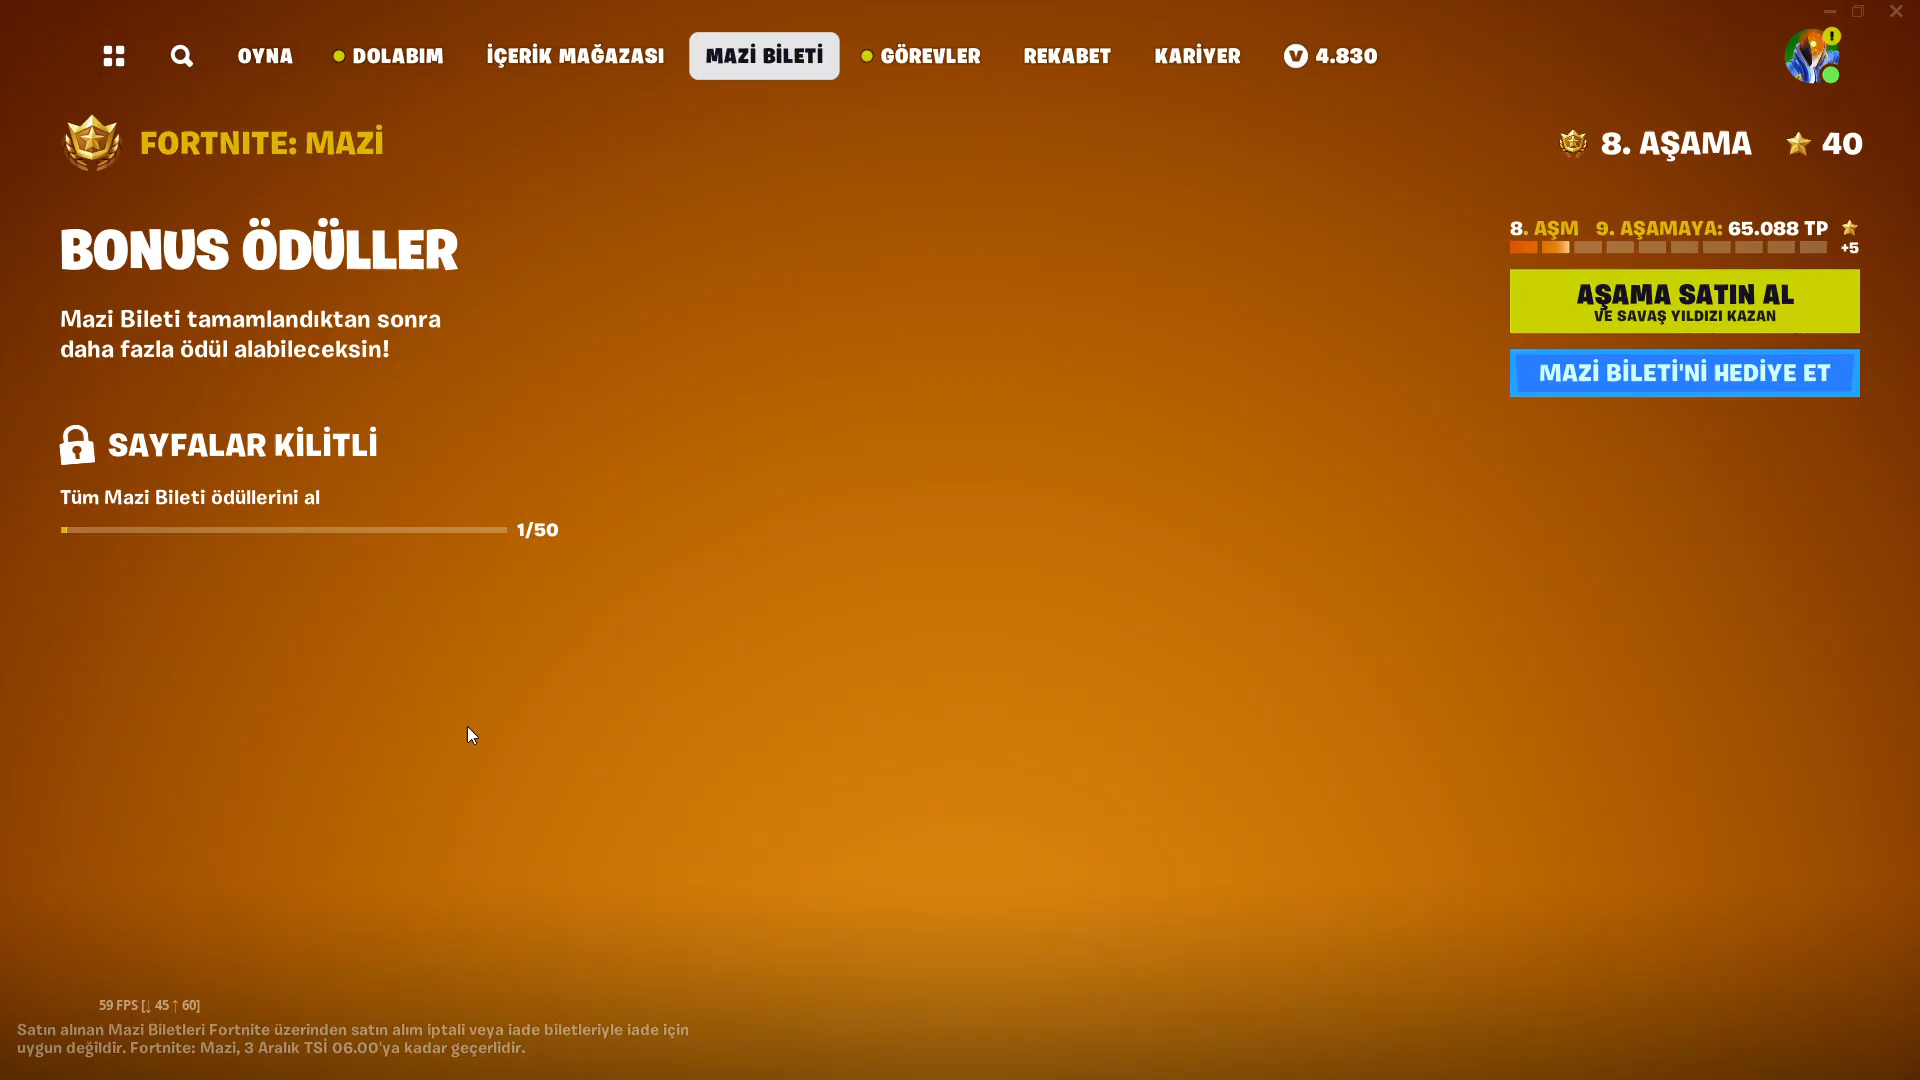 OYNA
DOLABIM
İÇERİK MAĞAZASI
MAZİ BİLETİ
GÖREVLER
REKABET
KARİYER
4.830
FORTNITE: MAZİ
8. AŞAMA
40
BONUS ÖDÜLLER
8. AŞM 9. AŞAMAYA: 65.088 TP
+5
AŞAMA SATIN AL
VE SAVAŞ YILDIZI KAZAN
MAZİ BİLETİ'Nİ HEDİYE ET
Mazi Bileti tamamlandıktan sonra
daha fazla ödül alabileceksin!
SAYFALAR KİLİTLİ
Tüm Mazi Bileti ödüllerini al
1/50
59 FPS [↓ 45 ↑ 60]
Satın alınan Mazi Biletleri Fortnite üzerinden satın alım iptali veya iade biletleriyle iade için
uygun değildir. Fortnite: Mazi, 3 Aralık TSİ 06.00'ya kadar geçerlidir.